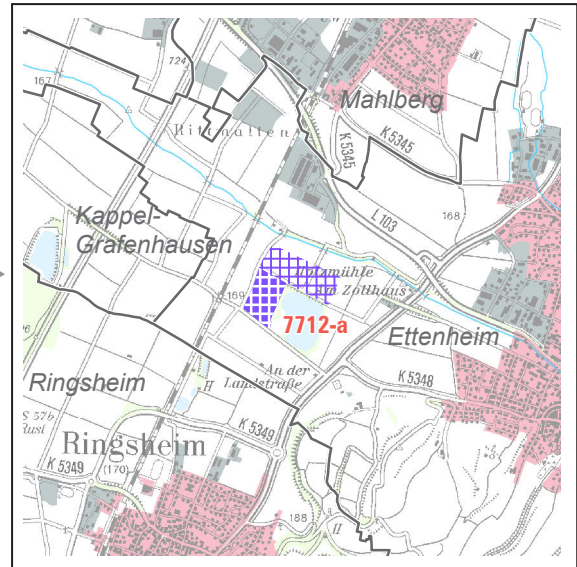 724
167
Mahlberg
K 5345
K 5345
L 103
168
Kappel-
Grafenhausen
169
Zollhaus
7712-a
Ettenheim
An der
Landstraße
K 5348
Ringsheim
Ringsheim
K 5349
K 5349
(170)
188